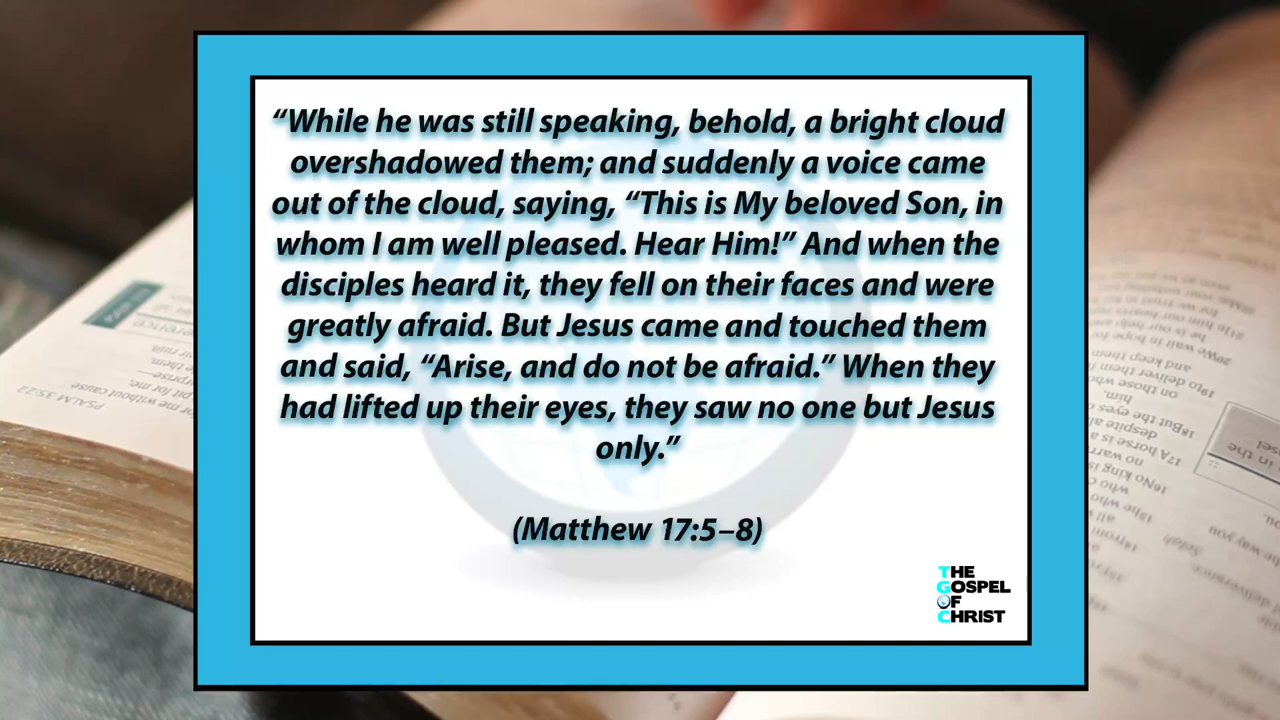 “While he was still speaking, behold, a bright cloud
overshadowed them; and suddenly a voice came
out of the cloud, saying, “This is My beloved Son, in
whom I am well pleased. Hear Him!” And when the
disciples heard it, they fell on their faces and were
greatly afraid. But Jesus came and touched them
and said, “Arise, and do not be afraid.” When they
had lifted up their eyes, they saw no one but Jesus
only.”
(Matthew 17:5–8)
THE
GOSPEL
OF
CHRIST
PSALM 35:22